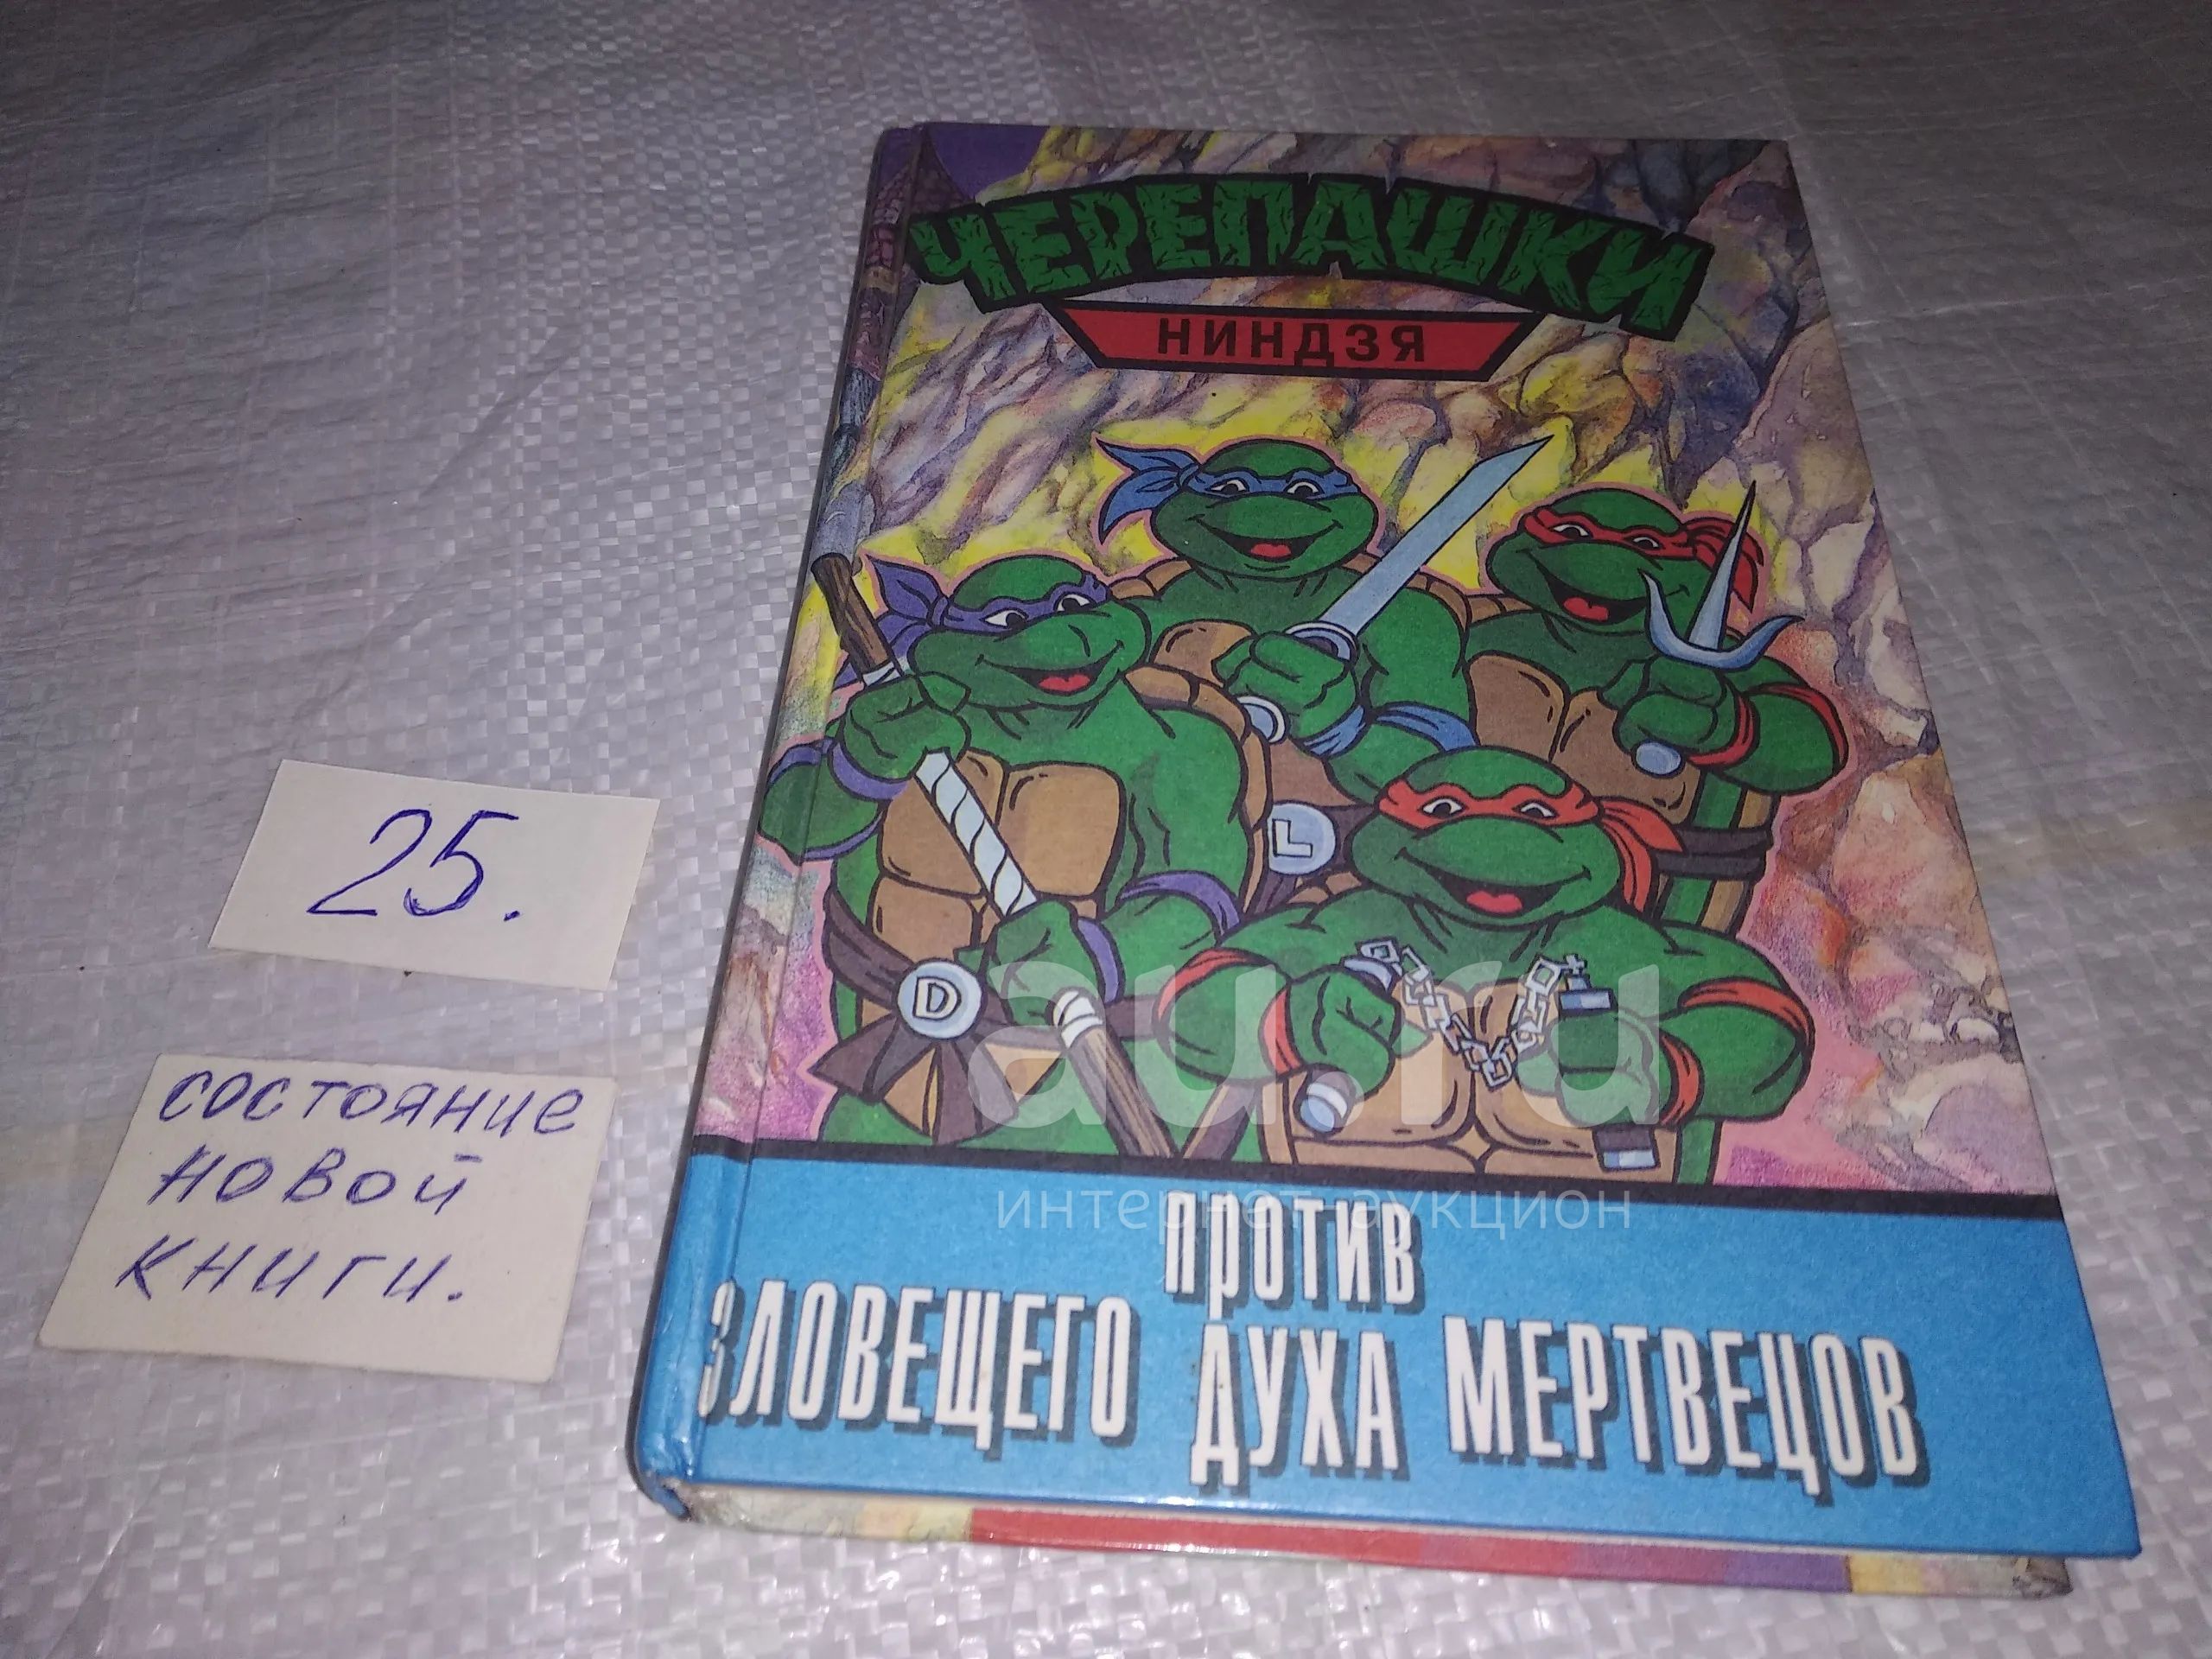 ЧЕРЕПАШКИ
НИНДЗЯ
25.
L
D
состояние
новой
книги.
au.ru
интернет аукцион
против
ЗЛОВЕЩЕГО ДУХА МЕРТВЕЦОВ